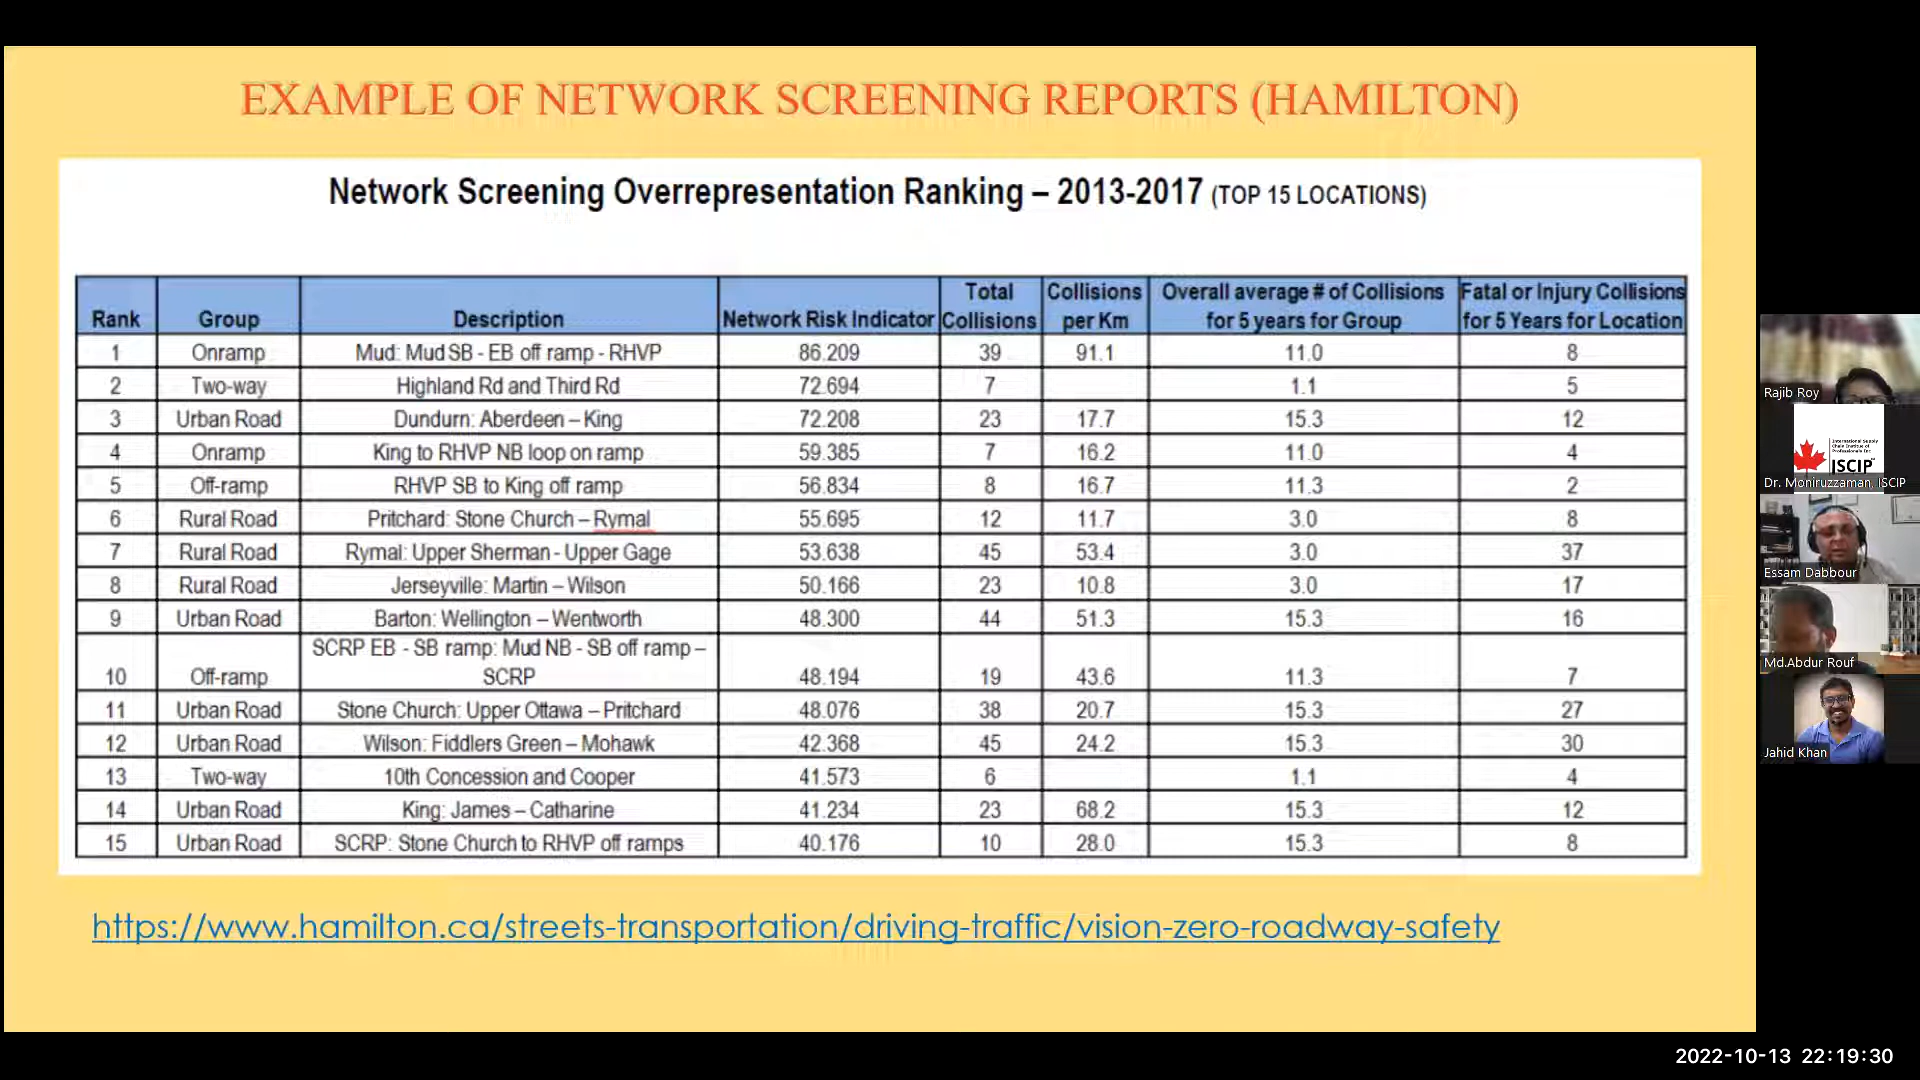 EXAMPLE OF NETWORK SCREENING REPORTS (HAMILTON)
Network Screening Overrepresentation Ranking – 2013-2017 (TOP 15 LOCATIONS)
Rank Group Description Network Risk Indicator Total Collisions Collisions per Km Overall average # of Collisions for 5 years for Group Fatal or Injury Collisions for 5 Years for Location
1 Onramp Mud: Mud SB - EB off ramp - RHVP 86.209 39 91.1 11.0 8
2 Two-way Highland Rd and Third Rd 72.694 7 1.1 5
3 Urban Road Dundurn: Aberdeen – King 72.208 23 17.7 15.3 12
4 Onramp King to RHVP NB loop on ramp 59.385 7 16.2 11.0 4
5 Off-ramp RHVP SB to King off ramp 56.834 8 16.7 11.3 2
6 Rural Road Pritchard: Stone Church – Rymal 55.695 12 11.7 3.0 8
7 Rural Road Rymal: Upper Sherman - Upper Gage 53.638 45 53.4 3.0 37
8 Rural Road Jerseyville: Martin – Wilson 50.166 23 10.8 3.0 17
9 Urban Road Barton: Wellington – Wentworth 48.300 44 51.3 15.3 16
10 Off-ramp SCRP EB - SB ramp: Mud NB - SB off ramp – SCRP 48.194 19 43.6 11.3 7
11 Urban Road Stone Church: Upper Ottawa – Pritchard 48.076 38 20.7 15.3 27
12 Urban Road Wilson: Fiddlers Green – Mohawk 42.368 45 24.2 15.3 30
13 Two-way 10th Concession and Cooper 41.573 6 1.1 4
14 Urban Road King: James – Catharine 41.234 23 68.2 15.3 12
15 Urban Road SCRP: Stone Church to RHVP off ramps 40.176 10 28.0 15.3 8
https://www.hamilton.ca/streets-transportation/driving-traffic/vision-zero-roadway-safety
Rajib Roy
International Supply
Chain Institute of
Professionals Inc
ISCIP
Dr. Moniruzzaman, ISCIP
Essam Dabbour
Md.Abdur Rouf
Jahid Khan
2022-10-13 22:19:30